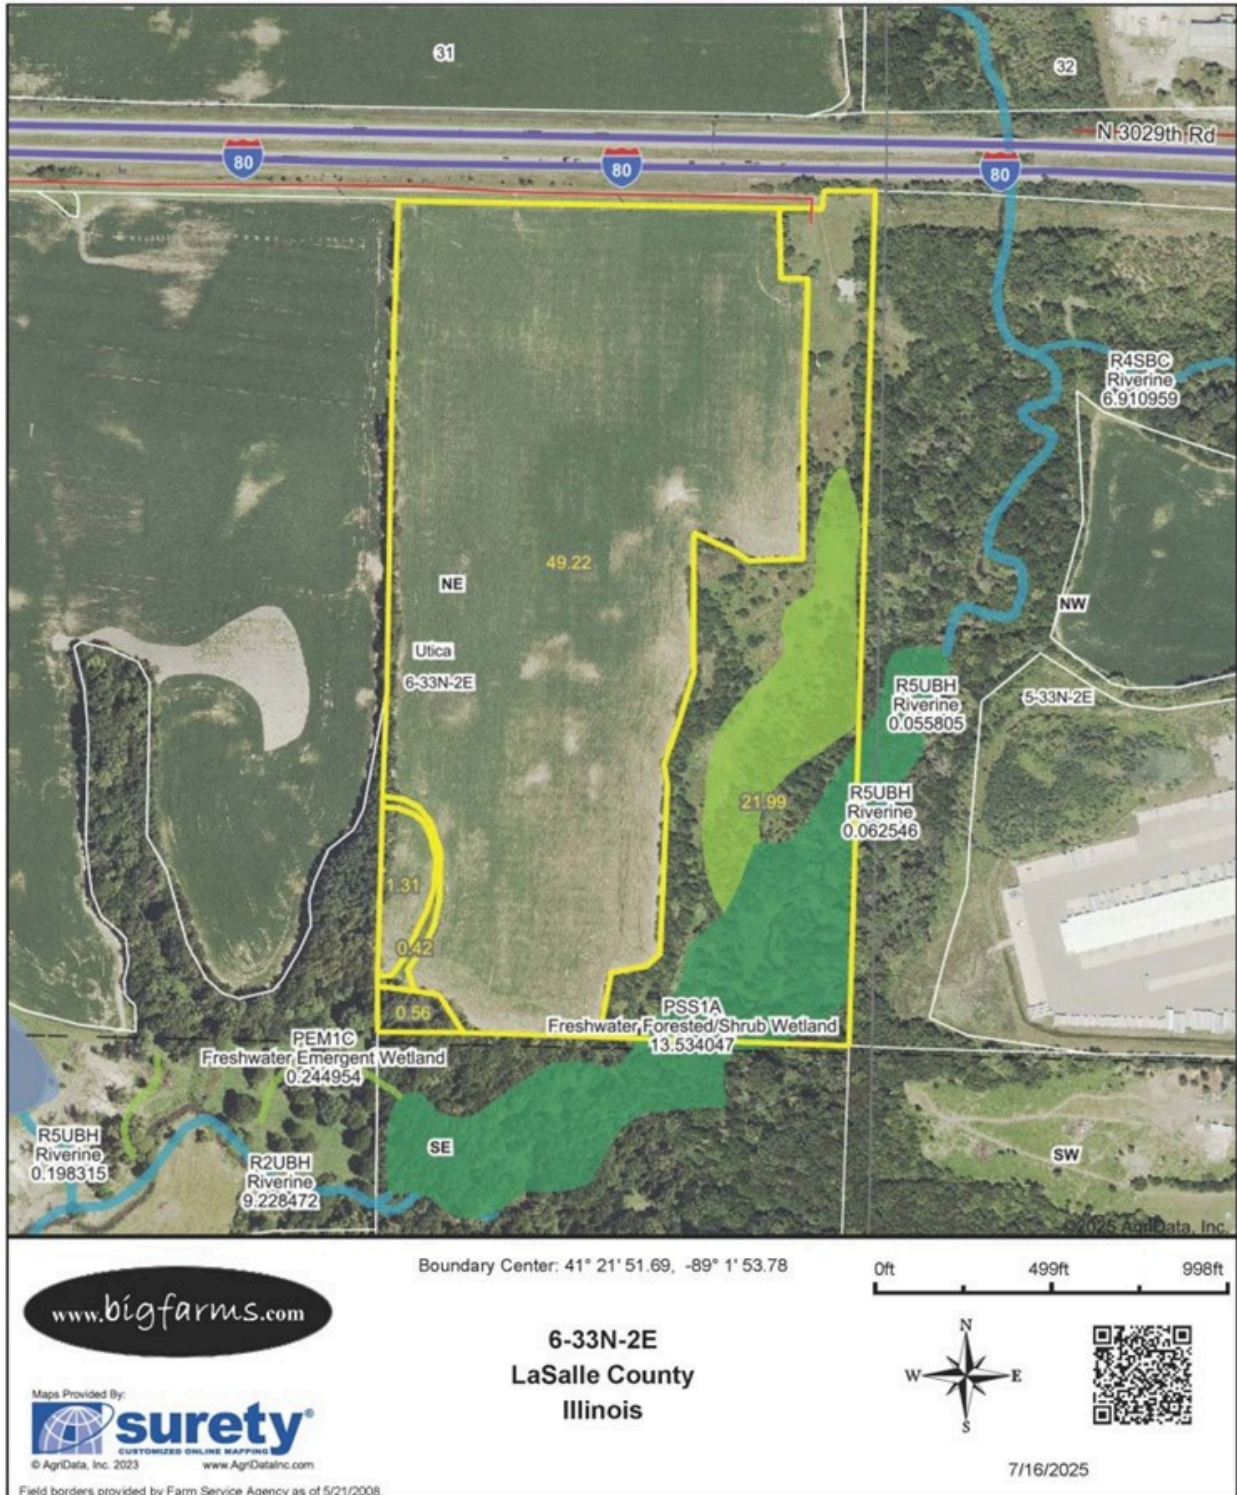 31
32
N 3029th Rd
80
80
80
R4SBC
Riverine
6.910959
49.22
NE
NW
Utica
6-33N-2E
R5UBH
Riverine
0.055805
5-33N-2E
21.99
R5UBH
Riverine
0.062546
1.31
0.42
0.56
PSS1A
Freshwater Forested/Shrub Wetland
13.534047
PEM1C
Freshwater Emergent Wetland
0.244954
R5UBH
Riverine
0.198315
SE
R2UBH
Riverine
9.228472
SW
©2025 AgriData, Inc.
Boundary Center: 41° 21' 51.69, -89° 1' 53.78
0ft 499ft 998ft
www.bigfarms.com
6-33N-2E
LaSalle County
Illinois
N
W E
S
Maps Provided By:
surety®
CUSTOMIZED ONLINE MAPPING
© AgriData, Inc. 2023 www.AgriDataInc.com
7/16/2025
Field borders provided by Farm Service Agency as of 5/21/2008.